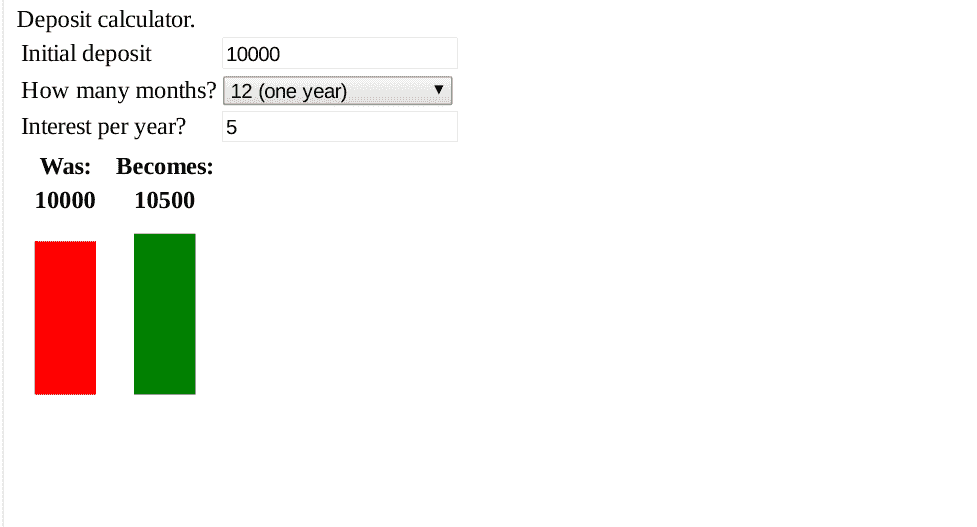 Deposit calculator.
Initial deposit 10000
How many months? 12 (one year)
Interest per year? 5
Was: Becomes:
10000 10500